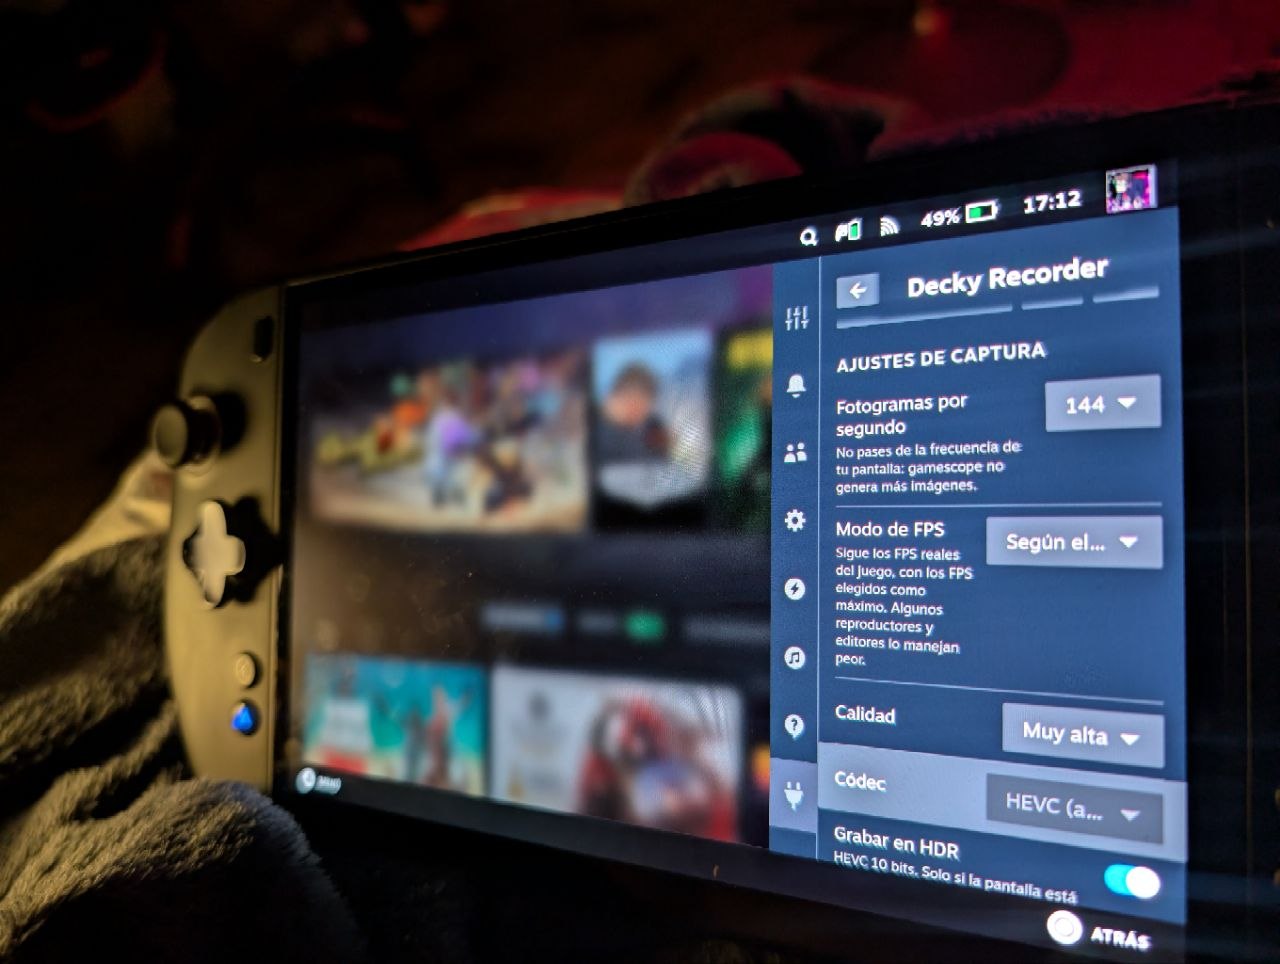 49%
17:12
Decky Recorder
AJUSTES DE CAPTURA
Fotogramas por
segundo
144
No pases de la frecuencia de
tu pantalla: gamescope no
genera más imágenes.
Modo de FPS
Según el...
Sigue los FPS reales
del juego, con los FPS
elegidos como
máximo. Algunos
reproductores y
editores lo manejan
peor.
Calidad
Muy alta
Códec
HEVC (a...
Grabar en HDR
HEVC 10 bits. Solo si la pantalla está
ATRÁS